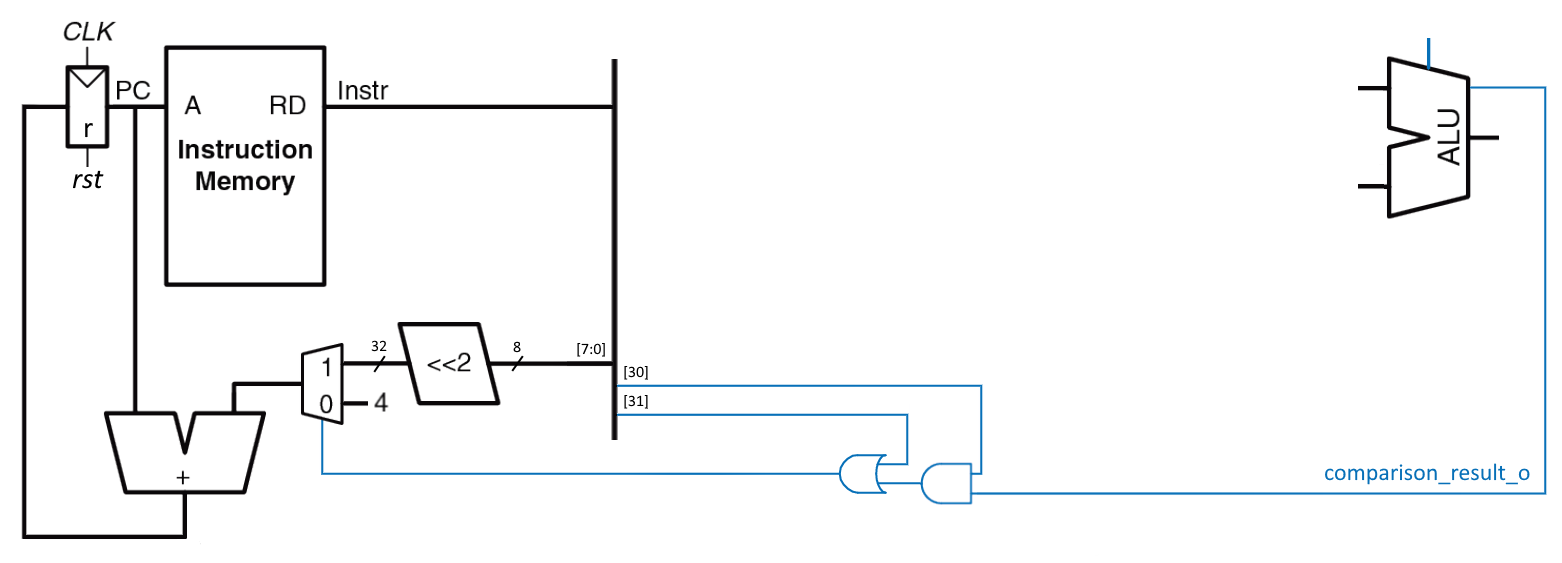 CLK
PC
A
RD
Instr
r
rst
Instruction
Memory
ALU
32
<<2
8
[7:0]
1
0
4
[30]
[31]
+
comparison_result_o